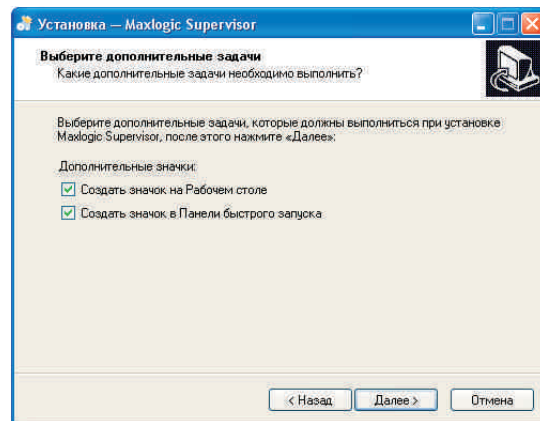 Установка — Maxlogic Supervisor
Выберите дополнительные задачи
Какие дополнительные задачи необходимо выполнить?
Выберите дополнительные задачи, которые должны выполниться при установке
Maxlogic Supervisor, после этого нажмите «Далее»:
Дополнительные значки:
Создать значок на Рабочем столе
Создать значок в Панели быстрого запуска
< Назад Далее > Отмена